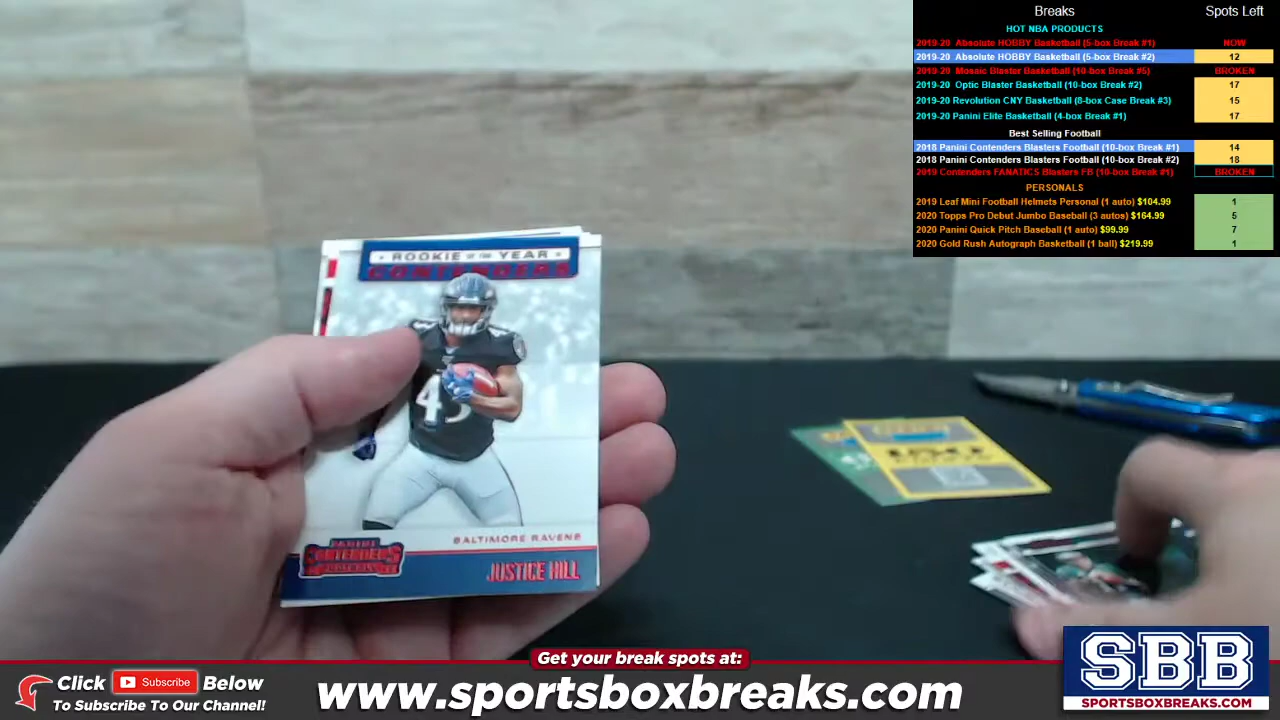 Breaks Spots Left
HOT NBA PRODUCTS
2019-20 Absolute HOBBY Basketball (5-box Break #1) NOW
2019-20 Absolute HOBBY Basketball (5-box Break #2) 12
2019-20 Mosaic Blaster Basketball (10-box Break #5) BROKEN
2019-20 Optic Blaster Basketball (10-box Break #2) 17
2019-20 Revolution CNY Basketball (8-box Case Break #3) 15
2019-20 Panini Elite Basketball (4-box Break #1) 17
Best Selling Football
2018 Panini Contenders Blasters Football (10-box Break #1) 14
2018 Panini Contenders Blasters Football (10-box Break #2) 18
2019 Contenders FANATICS Blasters FB (10-box Break #1) BROKEN
PERSONALS
2019 Leaf Mini Football Helmets Personal (1 auto) $104.99 1
2020 Topps Pro Debut Jumbo Baseball (3 autos) $164.99 5
2020 Panini Quick Pitch Baseball (1 auto) $99.99 7
2020 Gold Rush Autograph Basketball (1 ball) $219.99 1
ROOKIE OF THE YEAR
CONTENDERS
43
BALTIMORE RAVENS
PANINI
CONTENDERS
FOOTBALL
JUSTICE HILL
Get your break spots at:
Click Subscribe Below
To Subscribe To Our Channel!
www.sportsboxbreaks.com
SBB
SPORTSBOXBREAKS.COM